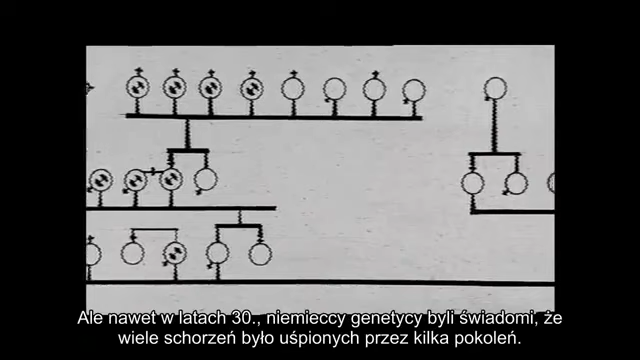 Ale nawet w latach 30., niemieccy genetycy byli świadomi, że
wiele schorzeń było uśpionych przez kilka pokoleń.